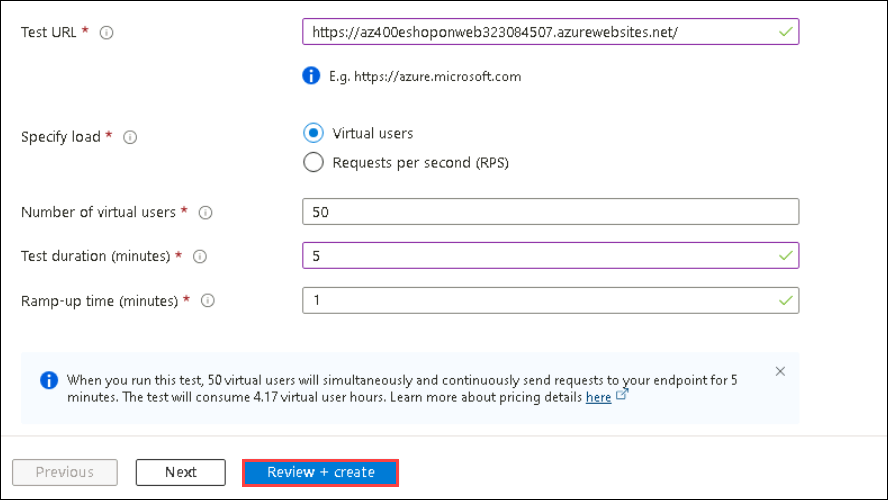 Test URL * https://az400eshoponweb323084507.azurewebsites.net/
E.g. https://azure.microsoft.com
Specify load * Virtual users
Requests per second (RPS)
Number of virtual users * 50
Test duration (minutes) * 5
Ramp-up time (minutes) * 1
When you run this test, 50 virtual users will simultaneously and continuously send requests to your endpoint for 5
minutes. The test will consume 4.17 virtual user hours. Learn more about pricing details here
Previous Next Review + create